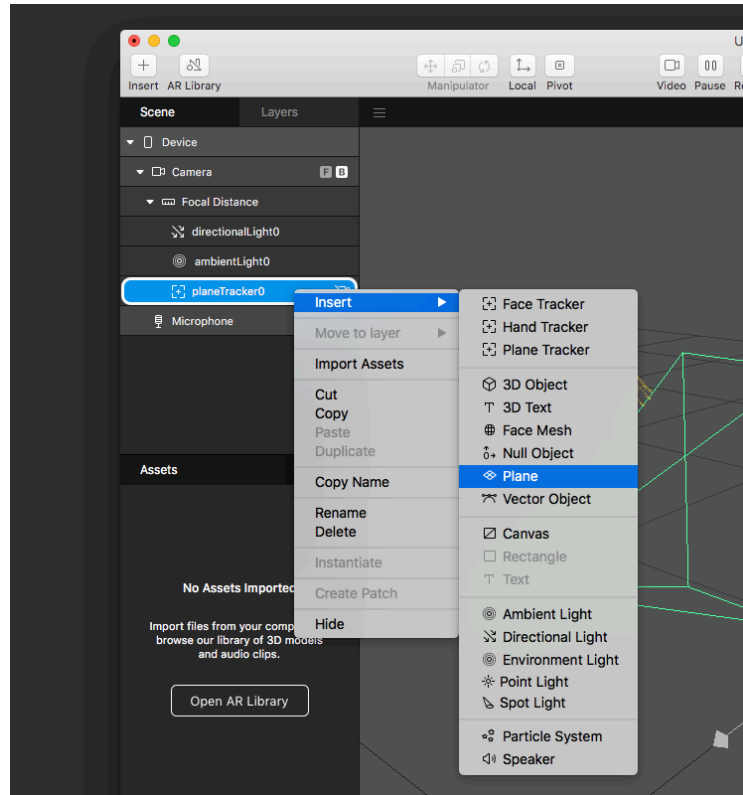 U
Insert AR Library Manipulator Local Pivot Video Pause Re
Scene Layers
Device
Camera F B
Focal Distance
directionalLight0
ambientLight0
planeTracker0
Microphone
Insert
Move to layer
Import Assets
Cut
Copy
Paste
Duplicate
Copy Name
Rename
Delete
Instantiate
Create Patch
Hide
Face Tracker
Hand Tracker
Plane Tracker
3D Object
3D Text
Face Mesh
Null Object
Plane
Vector Object
Canvas
Rectangle
Text
Ambient Light
Directional Light
Environment Light
Point Light
Spot Light
Particle System
Speaker
Assets
No Assets Imported
Import files from your comp
browse our library of 3D models
and audio clips.
Open AR Library